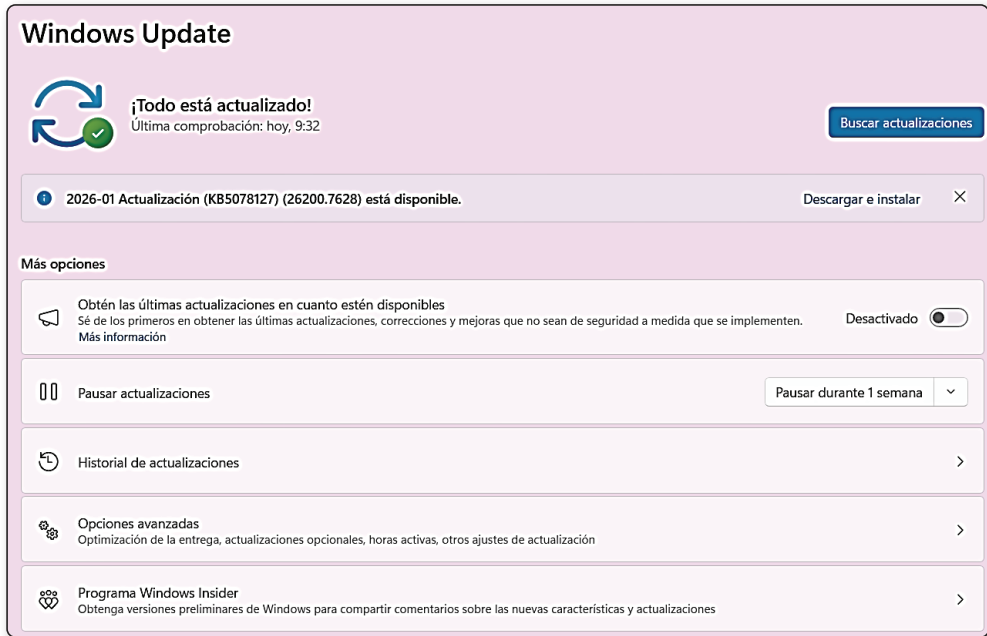 Windows Update
¡Todo está actualizado!
Última comprobación: hoy, 9:32
Buscar actualizaciones
2026-01 Actualización (KB5078127) (26200.7628) está disponible.
Descargar e instalar
Más opciones
Obtén las últimas actualizaciones en cuanto estén disponibles
Sé de los primeros en obtener las últimas actualizaciones, correcciones y mejoras que no sean de seguridad a medida que se implementen.
Más información
Desactivado
Pausar actualizaciones
Pausar durante 1 semana
Historial de actualizaciones
Opciones avanzadas
Optimización de la entrega, actualizaciones opcionales, horas activas, otros ajustes de actualización
Programa Windows Insider
Obtenga versiones preliminares de Windows para compartir comentarios sobre las nuevas características y actualizaciones